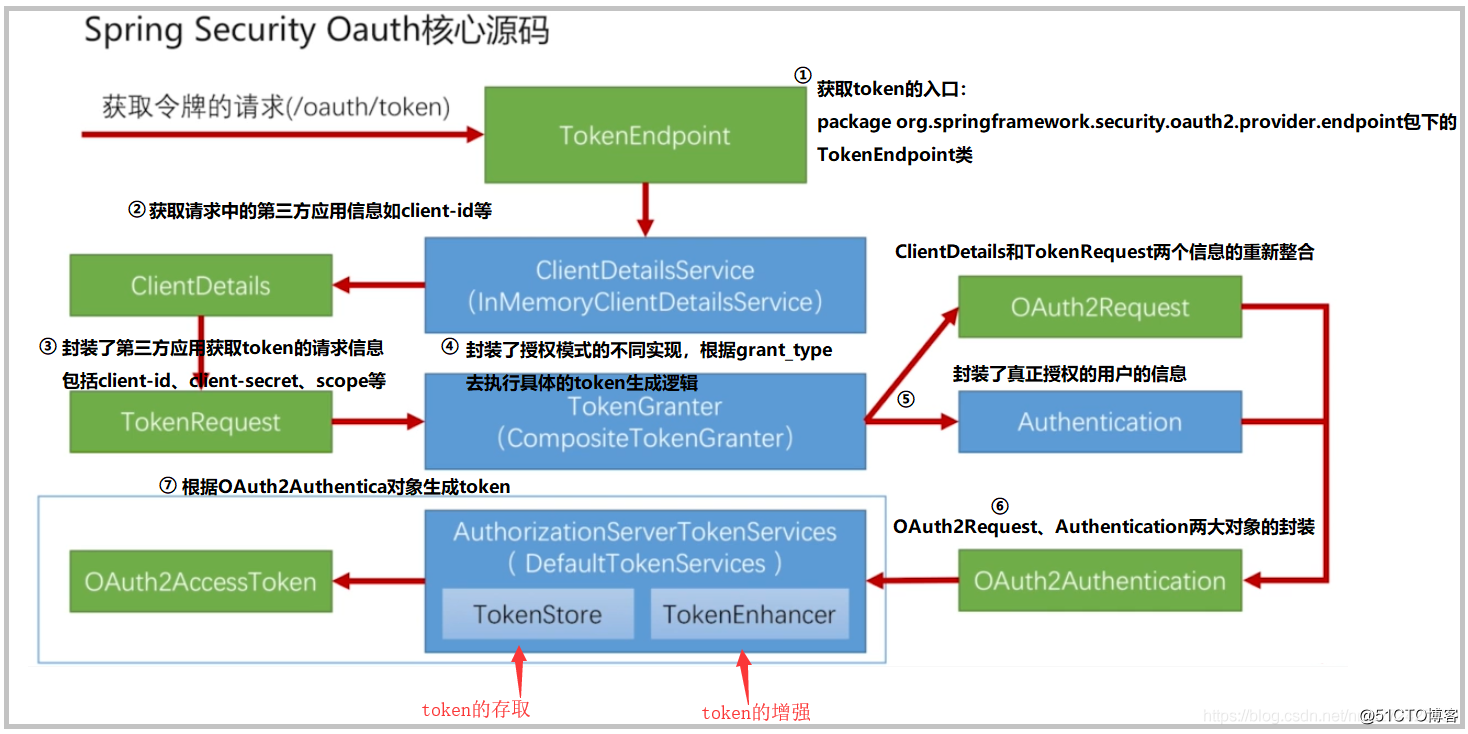 Spring Security Oauth核心源码
获取令牌的请求(/oauth/token)
TokenEndpoint
①
获取token的入口：
package org.springframework.security.oauth2.provider.endpoint包下的
TokenEndpoint类
② 获取请求中的第三方应用信息如client-id等
ClientDetails
ClientDetailsService
（InMemoryClientDetailsService）
ClientDetails和TokenRequest两个信息的重新整合
OAuth2Request
③ 封装了第三方应用获取token的请求信息
包括client-id、client-secret、scope等
TokenRequest
④ 封装了授权模式的不同实现，根据grant_type
去执行具体的token生成逻辑
TokenGranter
（CompositeTokenGranter）
封装了真正授权的用户的信息
⑤
Authentication
⑥
OAuth2Request、Authentication两大对象的封装
OAuth2Authentication
⑦ 根据OAuth2Authentica对象生成token
AuthorizationServerTokenServices
（ DefaultTokenServices ）
TokenStore
TokenEnhancer
OAuth2AccessToken
token的存取
token的增强
https://blog.csdn.net/
@51CTO博客